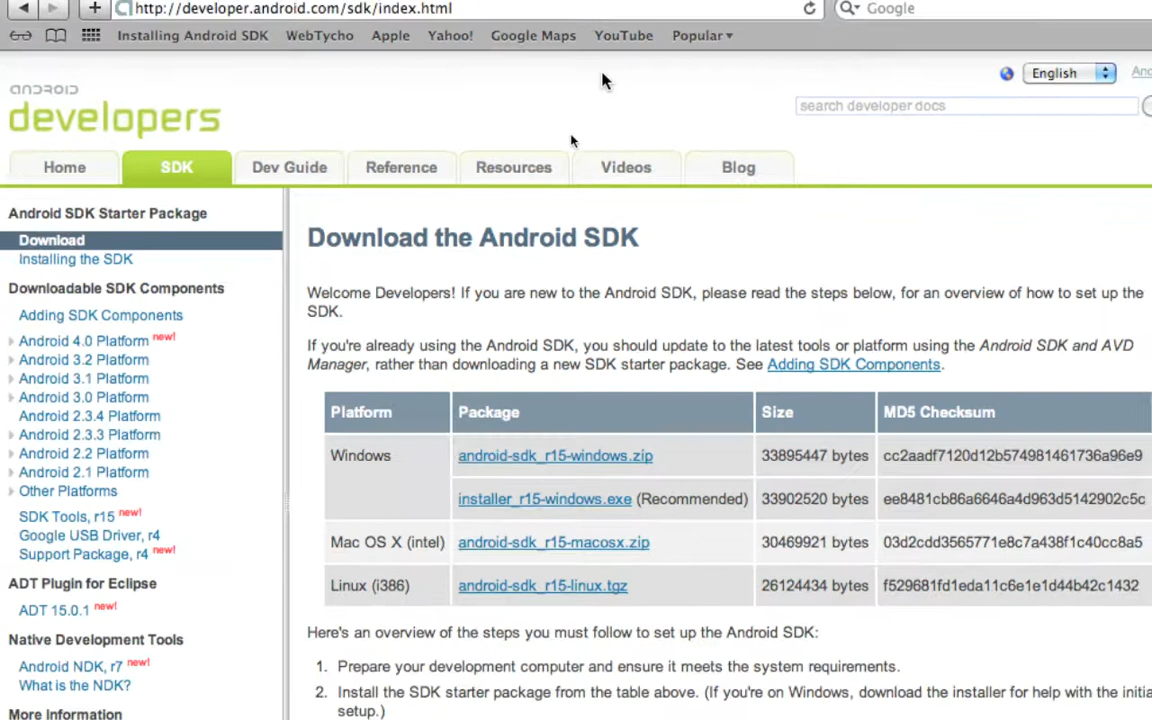 http://developer.android.com/sdk/index.html
Google
Installing Android SDK WebTycho Apple Yahoo! Google Maps YouTube Popular
English
And
android
developers
search developer docs
Home SDK Dev Guide Reference Resources Videos Blog
Android SDK Starter Package
Download
Installing the SDK
Downloadable SDK Components
Adding SDK Components
Android 4.0 Platform new!
Android 3.2 Platform
Android 3.1 Platform
Android 3.0 Platform
Android 2.3.4 Platform
Android 2.3.3 Platform
Android 2.2 Platform
Android 2.1 Platform
Other Platforms
SDK Tools, r15 new!
Google USB Driver, r4
Support Package, r4 new!
ADT Plugin for Eclipse
ADT 15.0.1 new!
Native Development Tools
Android NDK, r7 new!
What is the NDK?
More Information
Download the Android SDK
Welcome Developers! If you are new to the Android SDK, please read the steps below, for an overview of how to set up the
SDK.
If you're already using the Android SDK, you should update to the latest tools or platform using the Android SDK and AVD
Manager, rather than downloading a new SDK starter package. See Adding SDK Components.
Platform Package Size MD5 Checksum
Windows android-sdk_r15-windows.zip 33895447 bytes cc2aadf7120d12b574981461736a96e9
installer_r15-windows.exe (Recommended) 33902520 bytes ee8481cb86a6646a4d963d5142902c5c
Mac OS X (intel) android-sdk_r15-macosx.zip 30469921 bytes 03d2cdd3565771e8c7a438f1c40cc8a5
Linux (i386) android-sdk_r15-linux.tgz 26124434 bytes f529681fd1eda11c6e1e1d44b42c1432
Here's an overview of the steps you must follow to set up the Android SDK:
1. Prepare your development computer and ensure it meets the system requirements.
2. Install the SDK starter package from the table above. (If you're on Windows, download the installer for help with the initia
setup.)